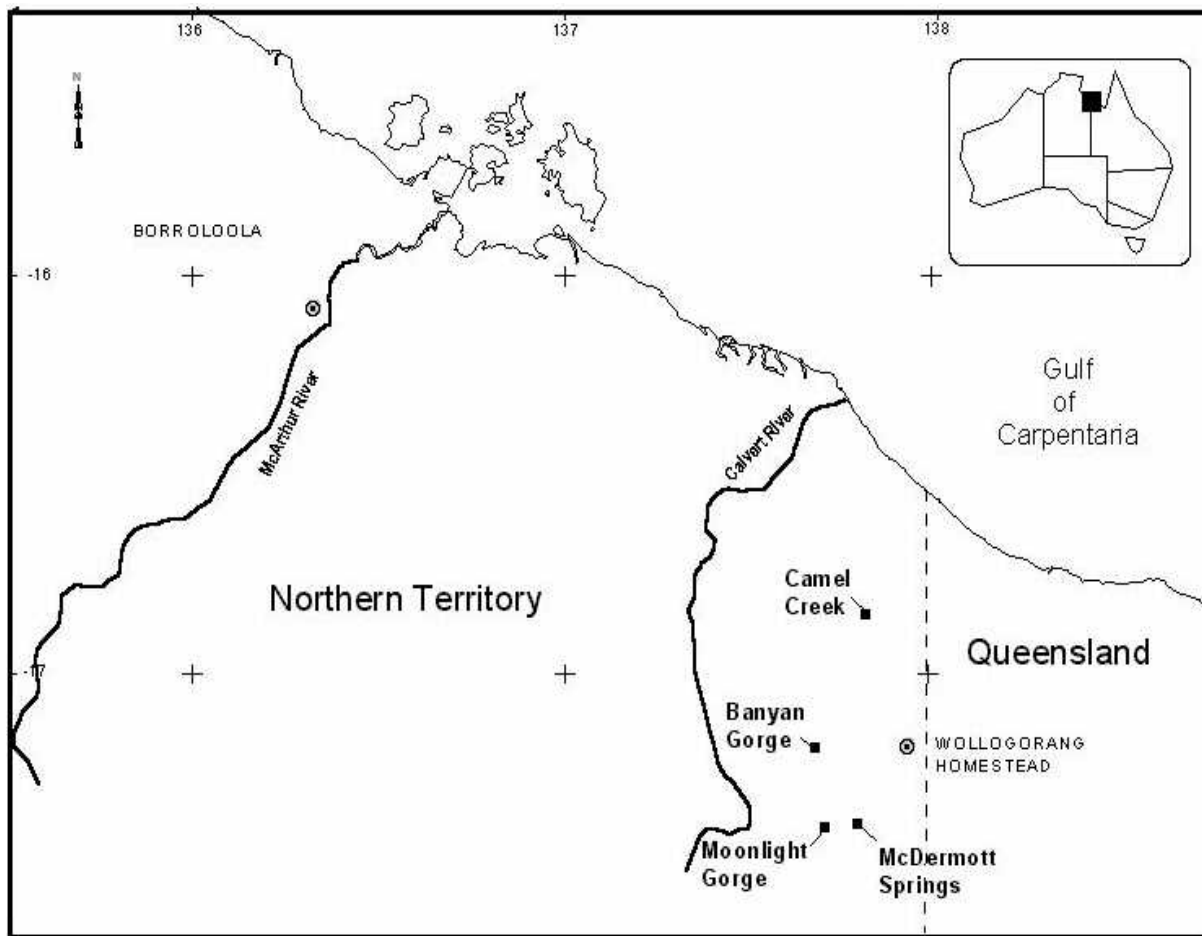 136
137
138
N
BORROLOOLA
-16
McArthur River
Calvert River
Gulf
of
Carpentaria
Camel
Creek
Northern Territory
Queensland
-17
Banyan
Gorge
WOLLOGORANG
HOMESTEAD
Moonlight
Gorge
McDermott
Springs